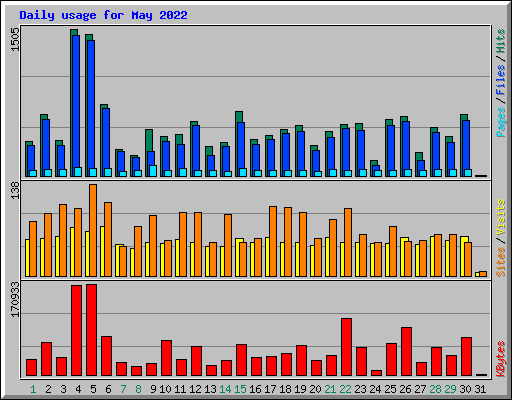 Daily usage for May 2022
1505
Pages / Files / Hits
138
Sites / Visits
170933
KBytes
1 2 3 4 5 6 7 8 9 10 11 12 13 14 15 16 17 18 19 20 21 22 23 24 25 26 27 28 29 30 31